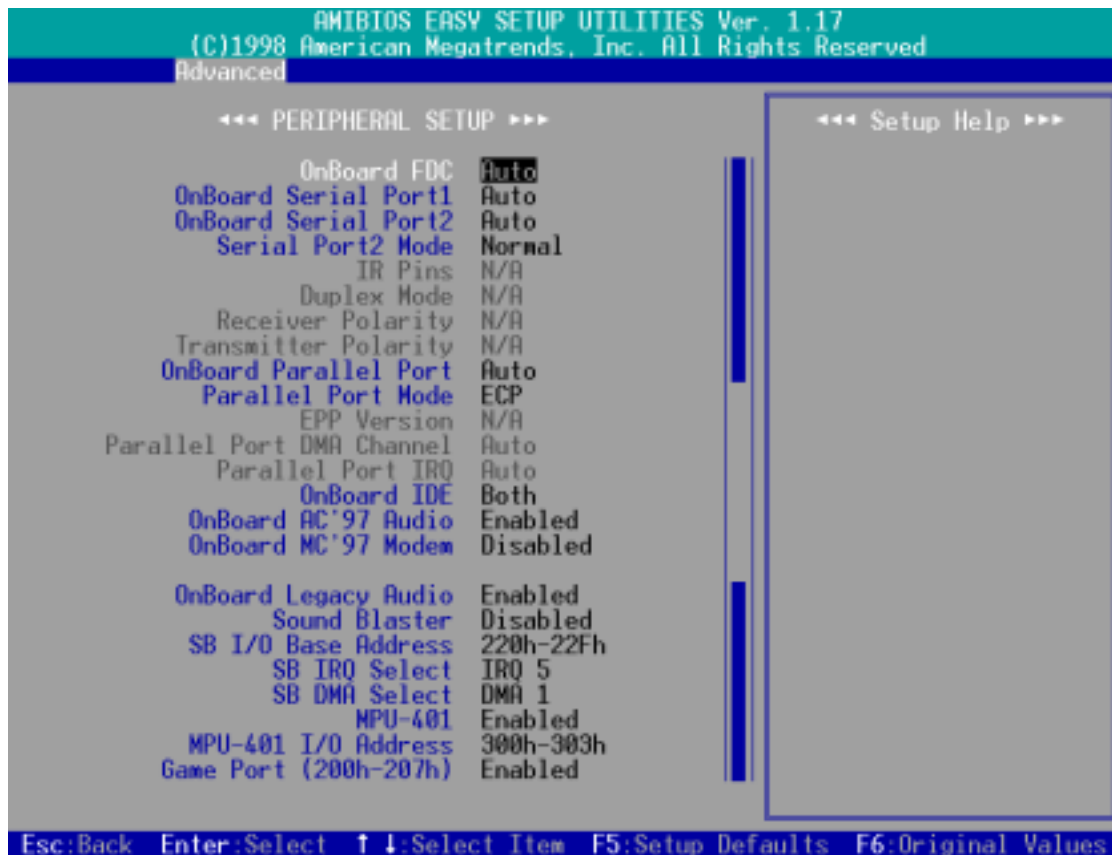 AMIBIOS EASY SETUP UTILITIES Ver. 1.17
(C)1998 American Megatrends, Inc. All Rights Reserved
Advanced
◄◄◄ PERIPHERAL SETUP ►►►
◄◄◄ Setup Help ►►►
OnBoard FDC Auto
OnBoard Serial Port1 Auto
OnBoard Serial Port2 Auto
Serial Port2 Mode Normal
IR Pins N/A
Duplex Mode N/A
Receiver Polarity N/A
Transmitter Polarity N/A
OnBoard Parallel Port Auto
Parallel Port Mode ECP
EPP Version N/A
Parallel Port DMA Channel Auto
Parallel Port IRQ Auto
OnBoard IDE Both
OnBoard AC'97 Audio Enabled
OnBoard MC'97 Modem Disabled
OnBoard Legacy Audio Enabled
Sound Blaster Disabled
SB I/O Base Address 220h-22Fh
SB IRQ Select IRQ 5
SB DMA Select DMA 1
MPU-401 Enabled
MPU-401 I/O Address 300h-303h
Game Port (200h-207h) Enabled
Esc:Back Enter:Select ↑↓:Select Item F5:Setup Defaults F6:Original Values